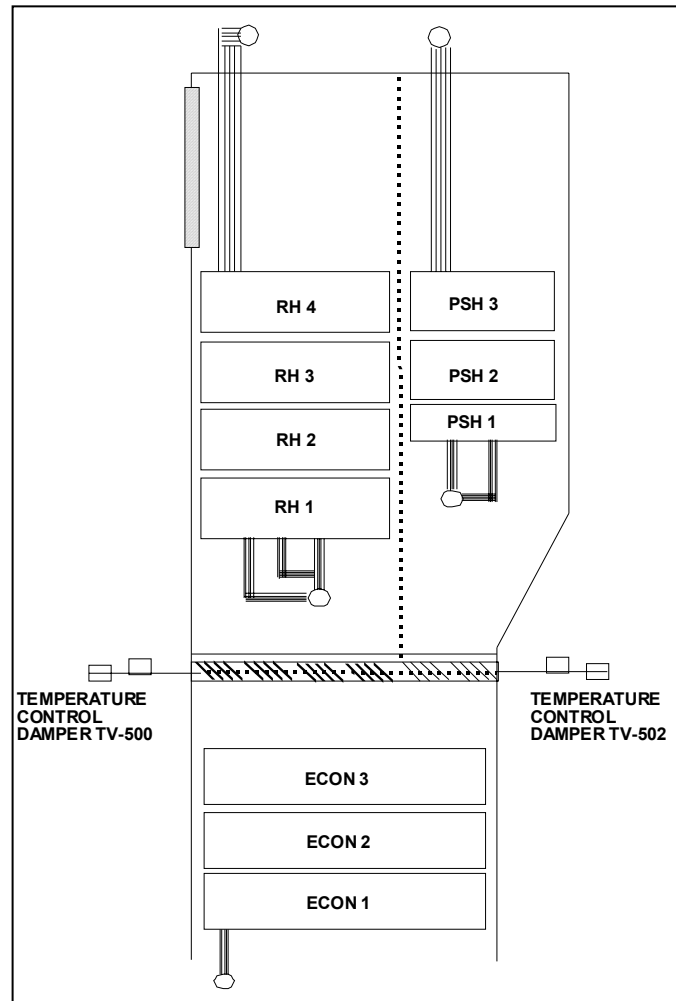 RH 4
PSH 3
RH 3
PSH 2
PSH 1
RH 2
RH 1
TEMPERATURE
CONTROL
DAMPER TV-500
TEMPERATURE
CONTROL
DAMPER TV-502
ECON 3
ECON 2
ECON 1